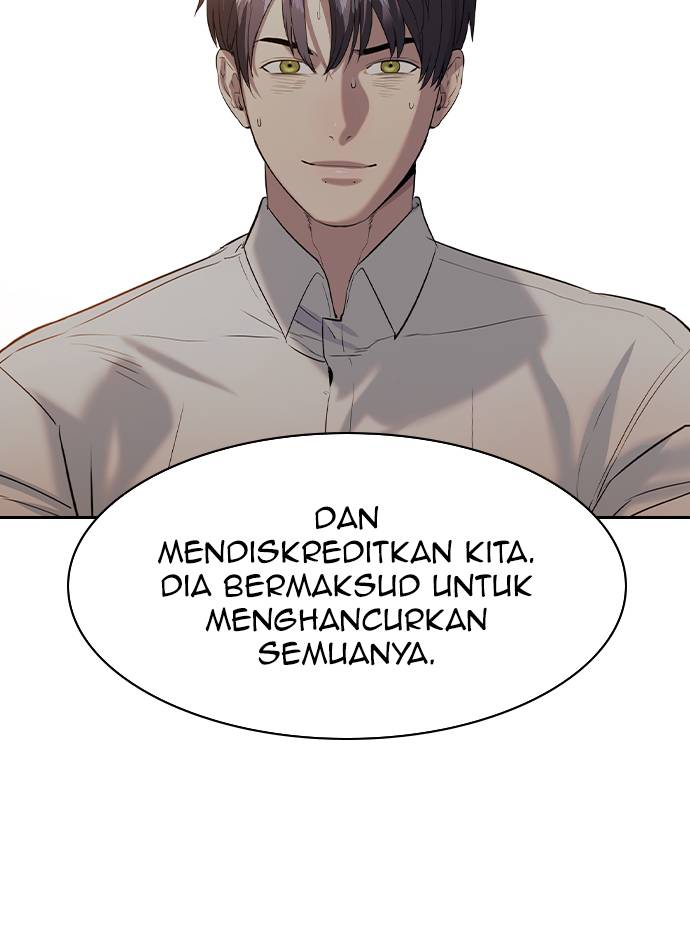 DAN
MENDISKREDITKAN KITA.
DIA BERMAKSUD UNTUK
MENGHANCURKAN
SEMUANYA.